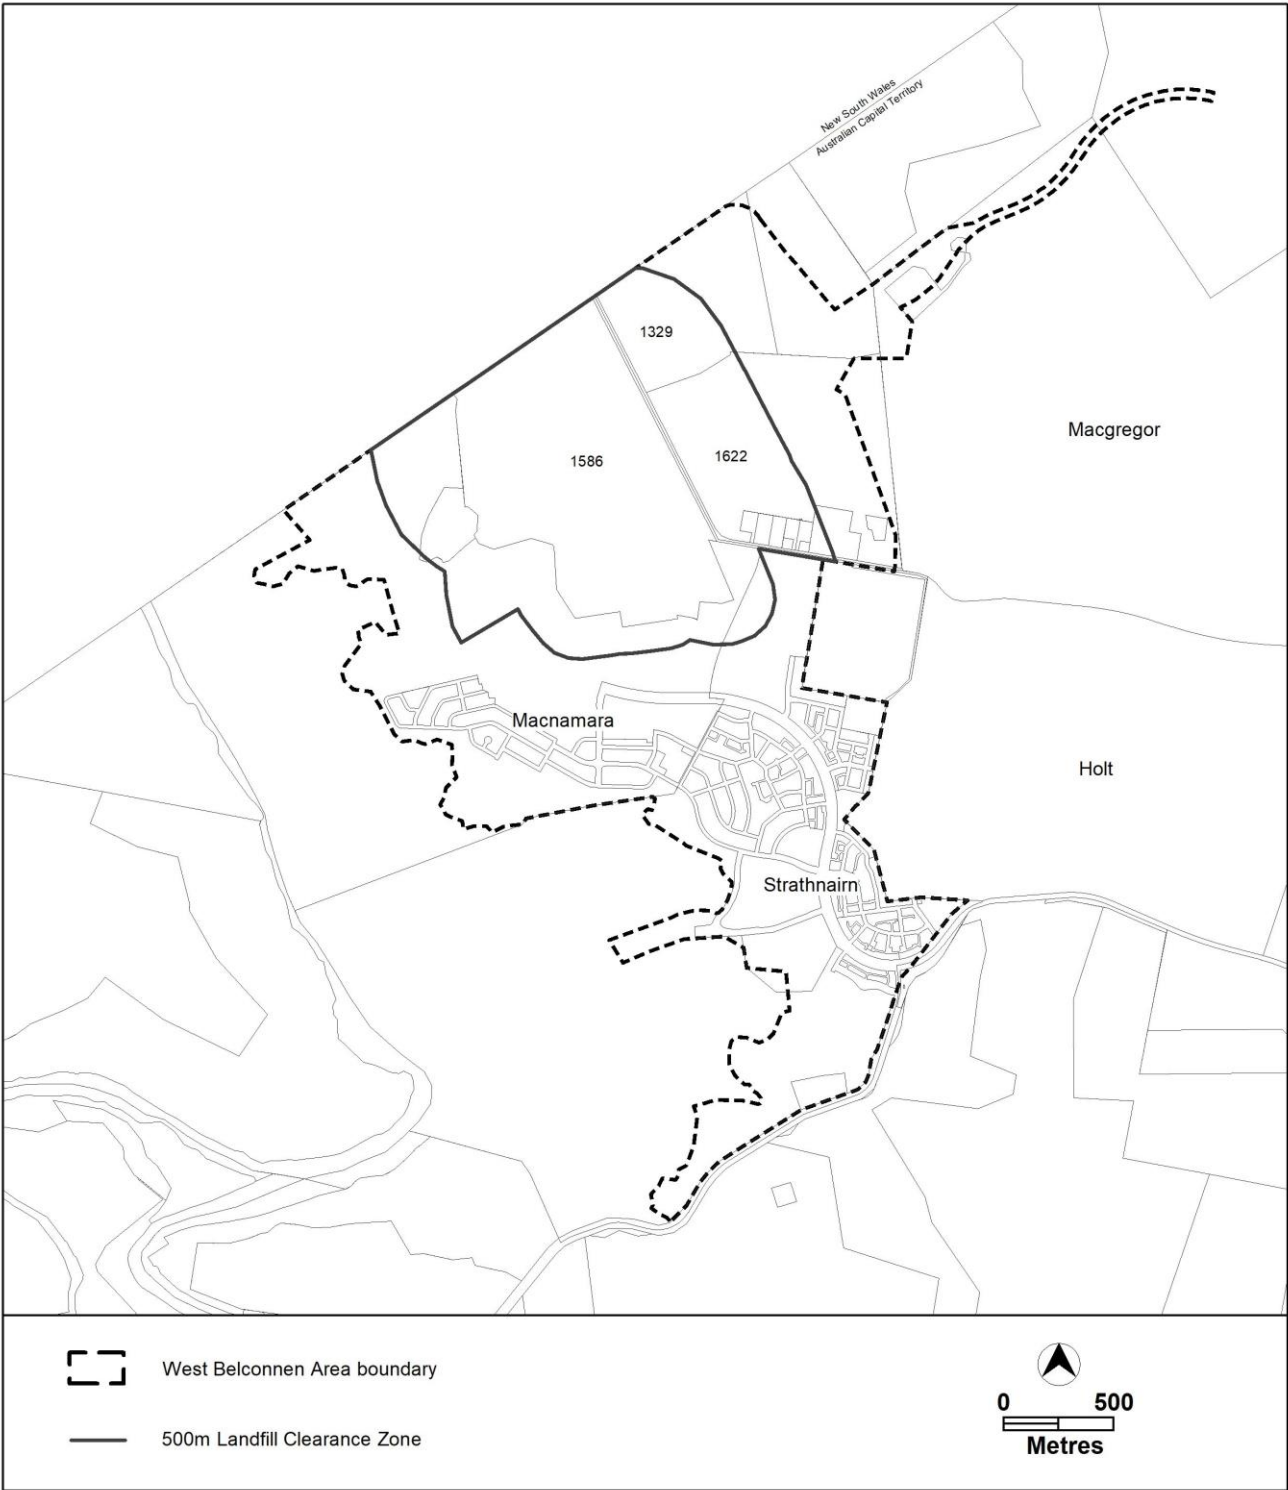 New South Wales
Australian Capital Territory
1329
Macgregor
1586
1622
Macnamara
Holt
Strathnairn
West Belconnen Area boundary
500m Landfill Clearance Zone
0 500
Metres